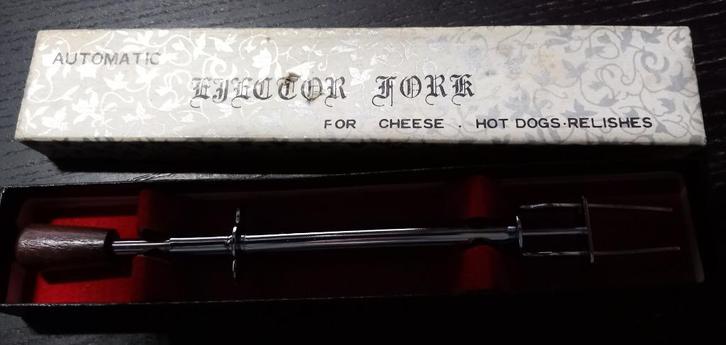 AUTOMATIC
EJECTOR FORK
FOR CHEESE . HOT DOGS·RELISHES